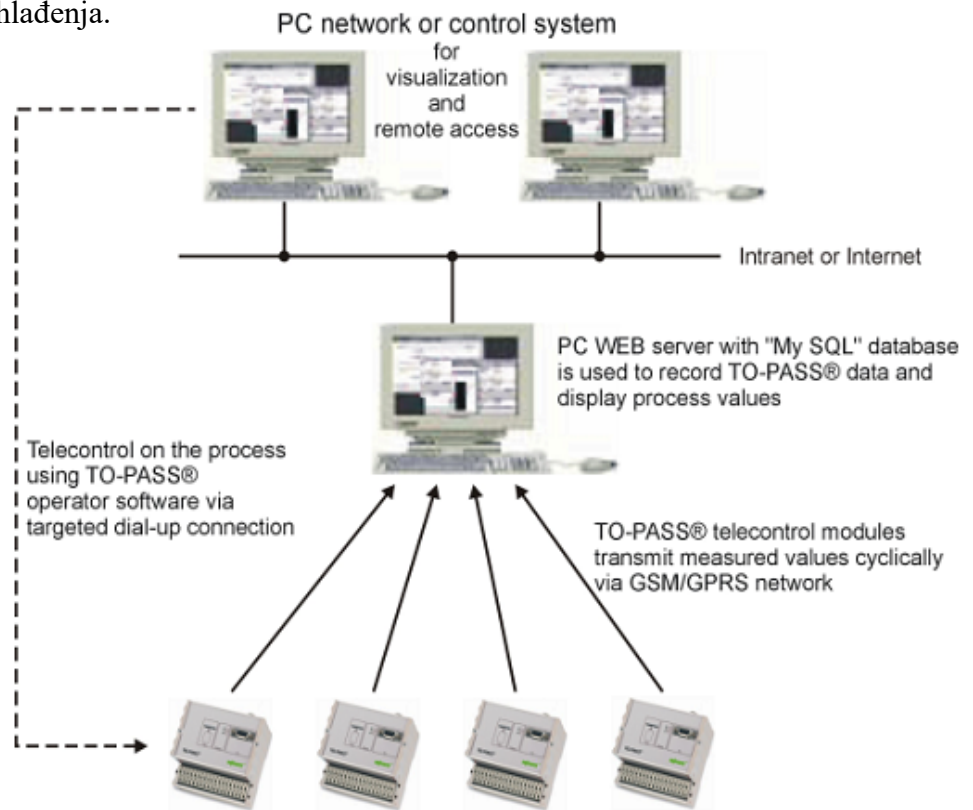 hlađenja.
PC network or control system
for
visualization
and
remote access
Intranet or Internet
PC WEB server with "My SQL" database
is used to record TO-PASS® data and
display process values
Telecontrol on the process
using TO-PASS®
operator software via
targeted dial-up connection
TO-PASS® telecontrol modules
transmit measured values cyclically
via GSM/GPRS network